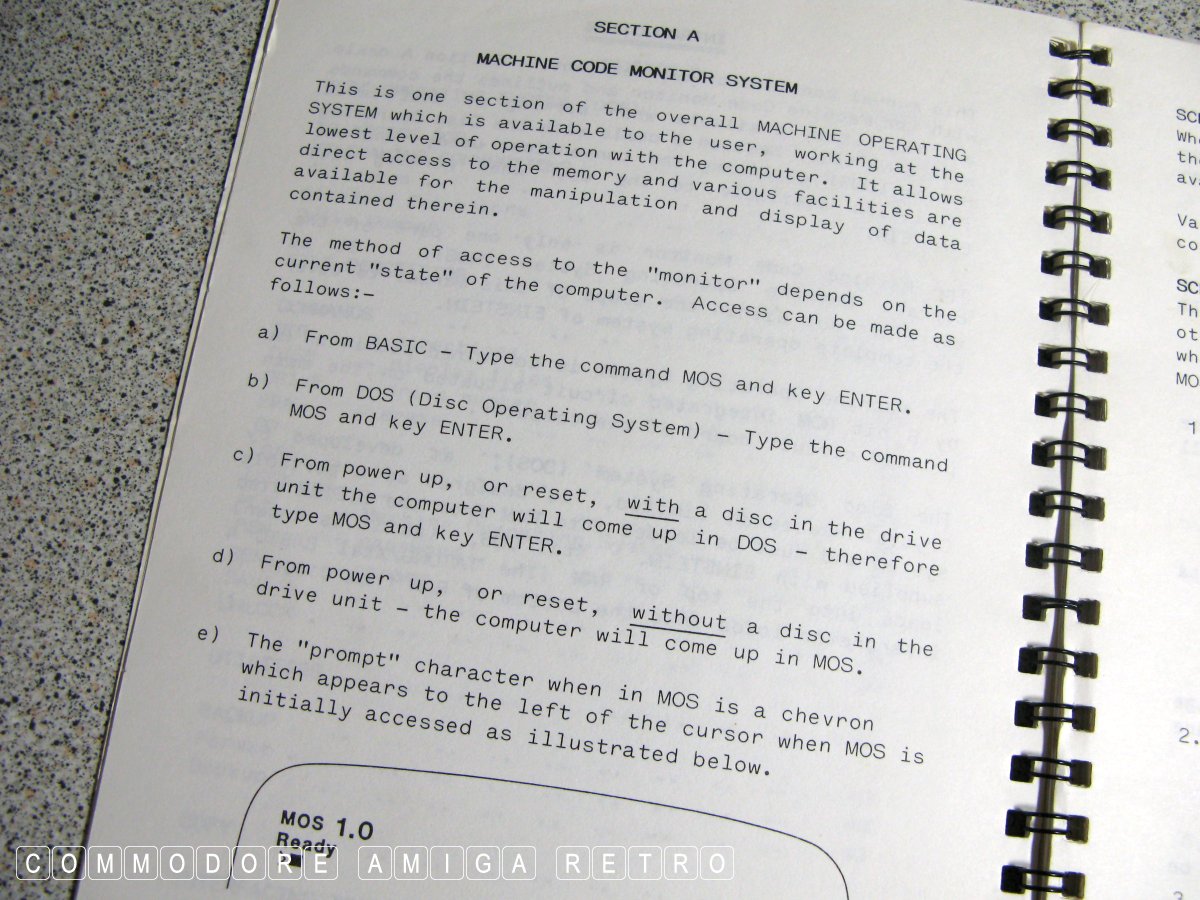 SECTION A
MACHINE CODE MONITOR SYSTEM
This is one section of the overall MACHINE OPERATING
SYSTEM which is available to the user, working at the
lowest level of operation with the computer. It allows
direct access to the memory and various facilities are
available for the manipulation and display of data
contained therein.
The method of access to the "monitor" depends on the
current "state" of the computer. Access can be made as
follows:-
a) From BASIC - Type the command MOS and key ENTER.
b) From DOS (Disc Operating System) - Type the command
MOS and key ENTER.
c) From power up, or reset, with a disc in the drive
unit the computer will come up in DOS - therefore
type MOS and key ENTER.
d) From power up, or reset, without a disc in the
drive unit - the computer will come up in MOS.
e) The "prompt" character when in MOS is a chevron
which appears to the left of the cursor when MOS is
initially accessed as illustrated below.
MOS 1.0
Ready
COMMODORE AMIGA RETRO
1
2.